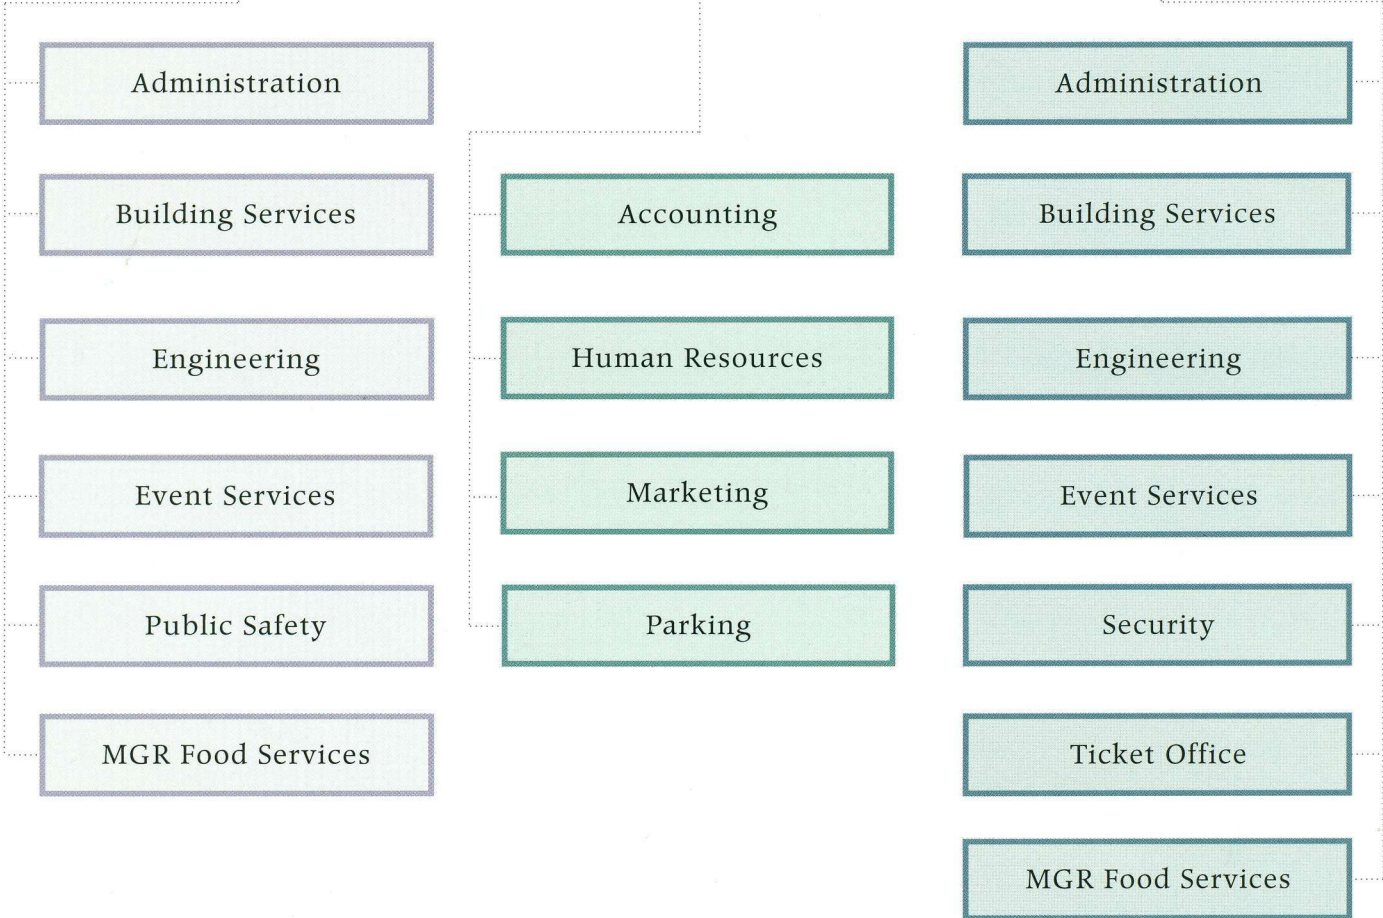 Administration
Building Services
Engineering
Event Services
Public Safety
MGR Food Services
Accounting
Human Resources
Marketing
Parking
Administration
Building Services
Engineering
Event Services
Security
Ticket Office
MGR Food Services